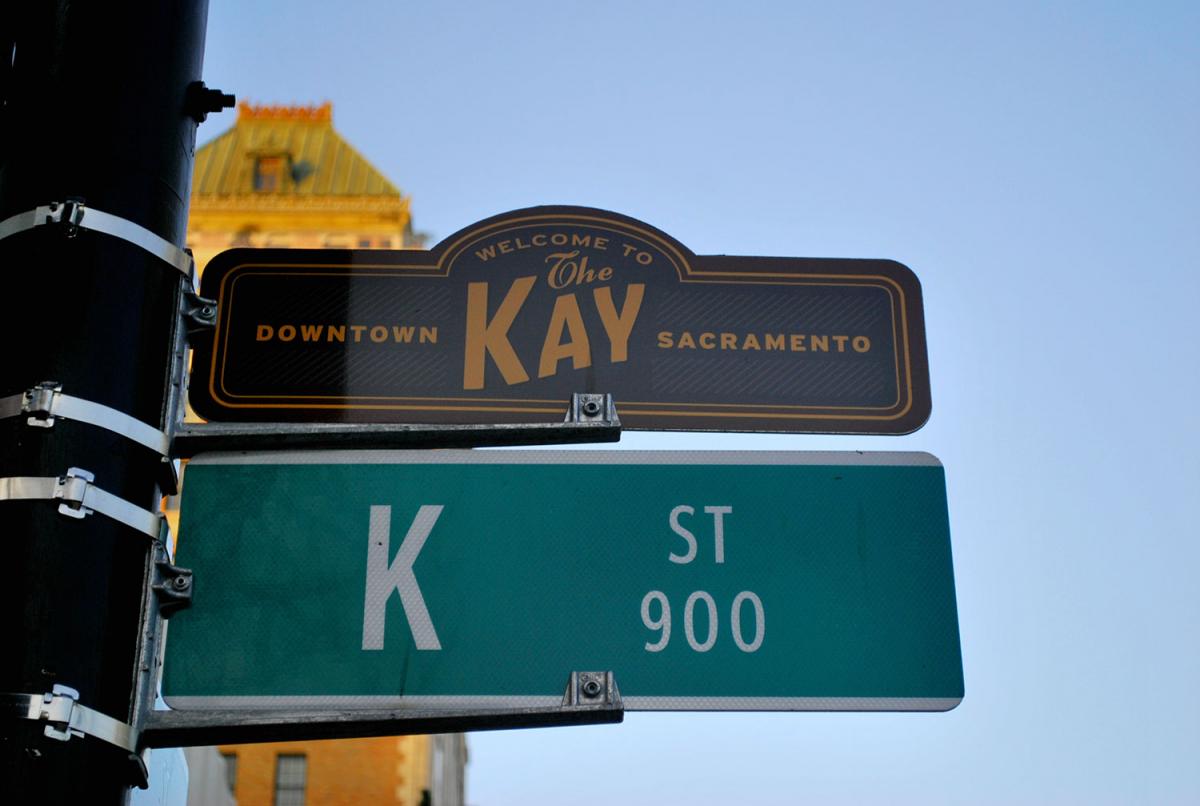 WELCOME TO
The
KAY
DOWNTOWN SACRAMENTO
K ST
900